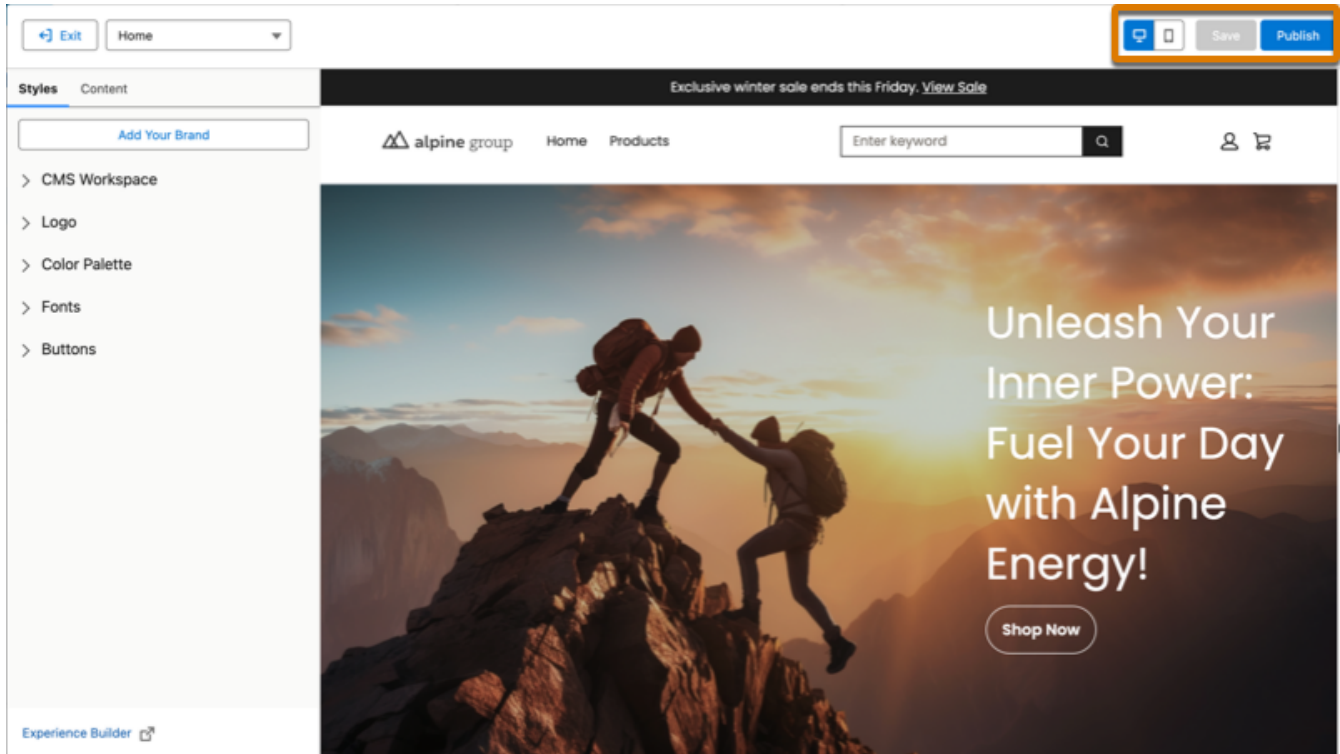 Exit
Home
Save
Publish
Styles
Content
Add Your Brand
CMS Workspace
Logo
Color Palette
Fonts
Buttons
Experience Builder
Exclusive winter sale ends this Friday. View Sale
alpine group
Home
Products
Enter keyword
Unleash Your
Inner Power:
Fuel Your Day
with Alpine
Energy!
Shop Now